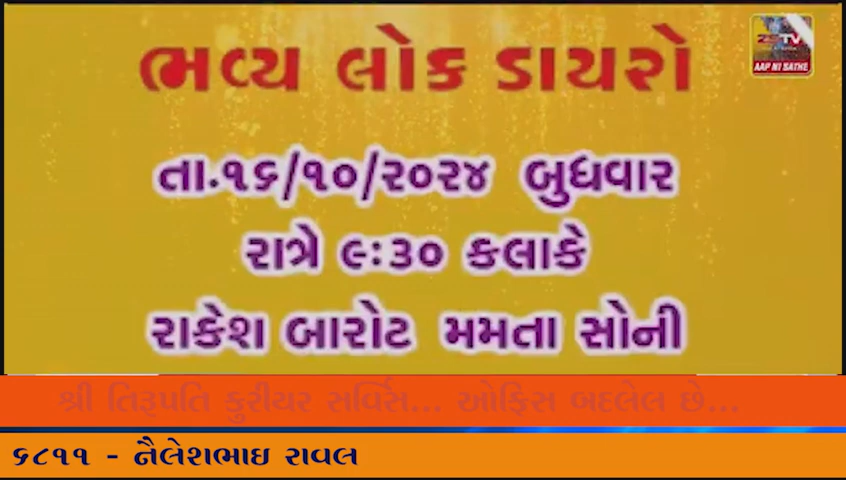 ભવ્ય લોક ડાયરો
25TV
AAP NI SATHE
તા.૧૬/૧૦/૨૦૨૪ બુધવાર
રાત્રે ૯:૩૦ કલાકે
રાકેશ બારોટ મમતા સોની
શ્રી તિરૂપતિ કુરીયર સર્વિસ... ઓફિસ બદલેલ છે...
૬૮૧૧ - નૈલેશભાઇ રાવલ